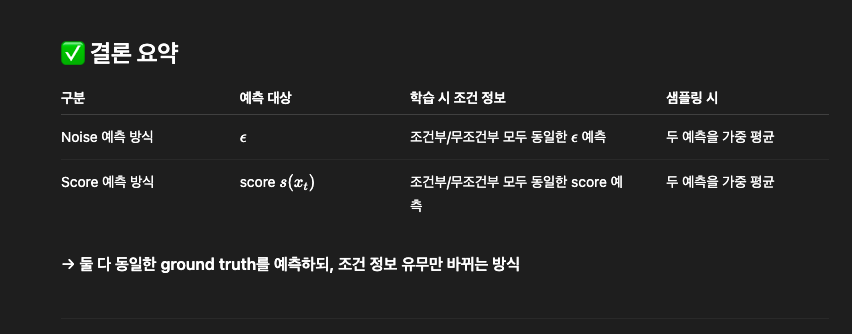 ✅ 결론 요약
구분 예측 대상 학습 시 조건 정보 샘플링 시
Noise 예측 방식 ϵ 조건부/무조건부 모두 동일한 ϵ 예측 두 예측을 가중 평균
Score 예측 방식 score s(x_t) 조건부/무조건부 모두 동일한 score 예
측
두 예측을 가중 평균
→ 둘 다 동일한 ground truth를 예측하되, 조건 정보 유무만 바뀌는 방식